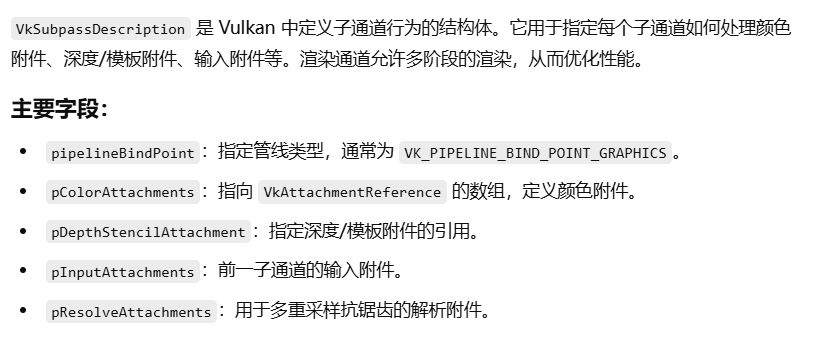 VkSubpassDescription 是 Vulkan 中定义子通道行为的结构体。它用于指定每个子通道如何处理颜色
附件、深度/模板附件、输入附件等。渲染通道允许多阶段的渲染，从而优化性能。
主要字段：
• pipelineBindPoint：指定管线类型，通常为 VK_PIPELINE_BIND_POINT_GRAPHICS。
• pColorAttachments：指向 VkAttachmentReference 的数组，定义颜色附件。
• pDepthStencilAttachment：指定深度/模板附件的引用。
• pInputAttachments：前一子通道的输入附件。
• pResolveAttachments：用于多重采样抗锯齿的解析附件。